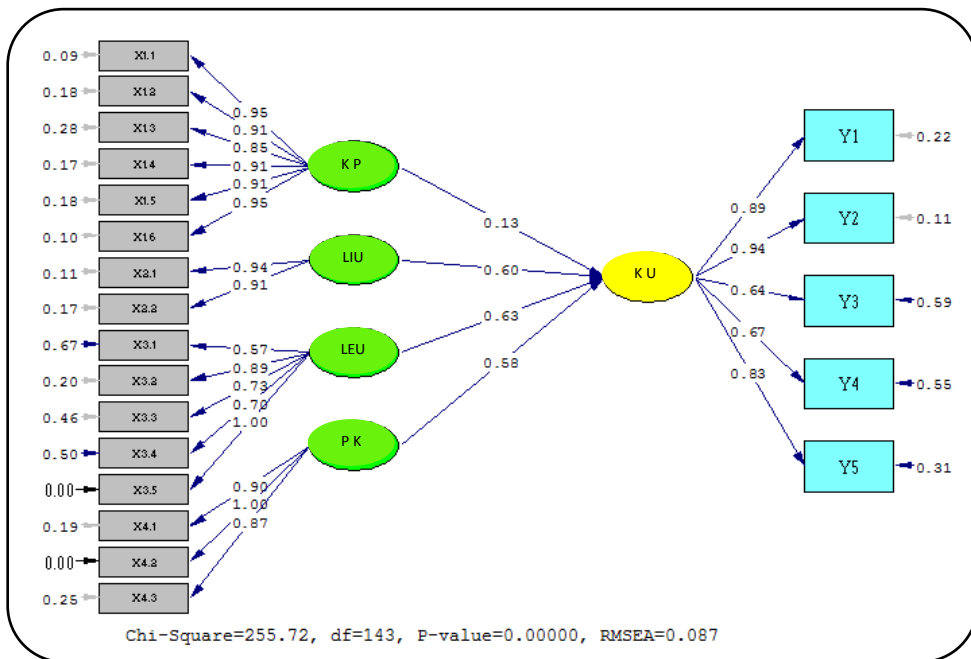 0.09 X1.1
0.18 X1.2
0.28 X1.3
0.17 X1.4
0.18 X1.5
0.10 X1.6
0.11 X2.1
0.17 X2.2
0.67 X3.1
0.20 X3.2
0.46 X3.3
0.50 X3.4
0.00 X3.5
0.19 X4.1
0.00 X4.2
0.25 X4.3
0.95
0.91
0.85
0.91
0.91
0.95
0.94
0.91
0.57
0.89
0.73
0.70
1.00
0.90
1.00
0.87
K P
LIU
LEU
P K
0.13
0.60
0.63
0.58
K U
0.89
0.94
0.64
0.67
0.83
Y1 0.22
Y2 0.11
Y3 0.59
Y4 0.55
Y5 0.31
Chi-Square=255.72, df=143, P-value=0.00000, RMSEA=0.087